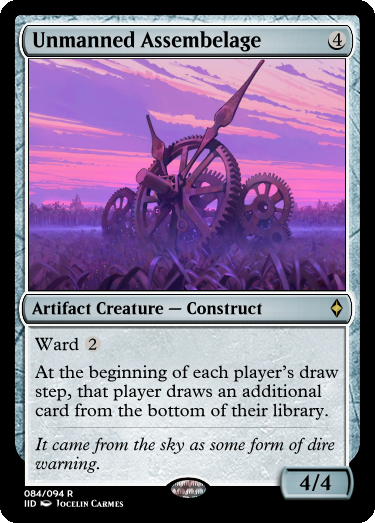 Unmanned Assembelage 4
Artifact Creature — Construct
Ward 2
At the beginning of each player's draw
step, that player draws an additional
card from the bottom of their library.
It came from the sky as some form of dire
warning.
4/4
084/094 R
IID Jocelin Carmes